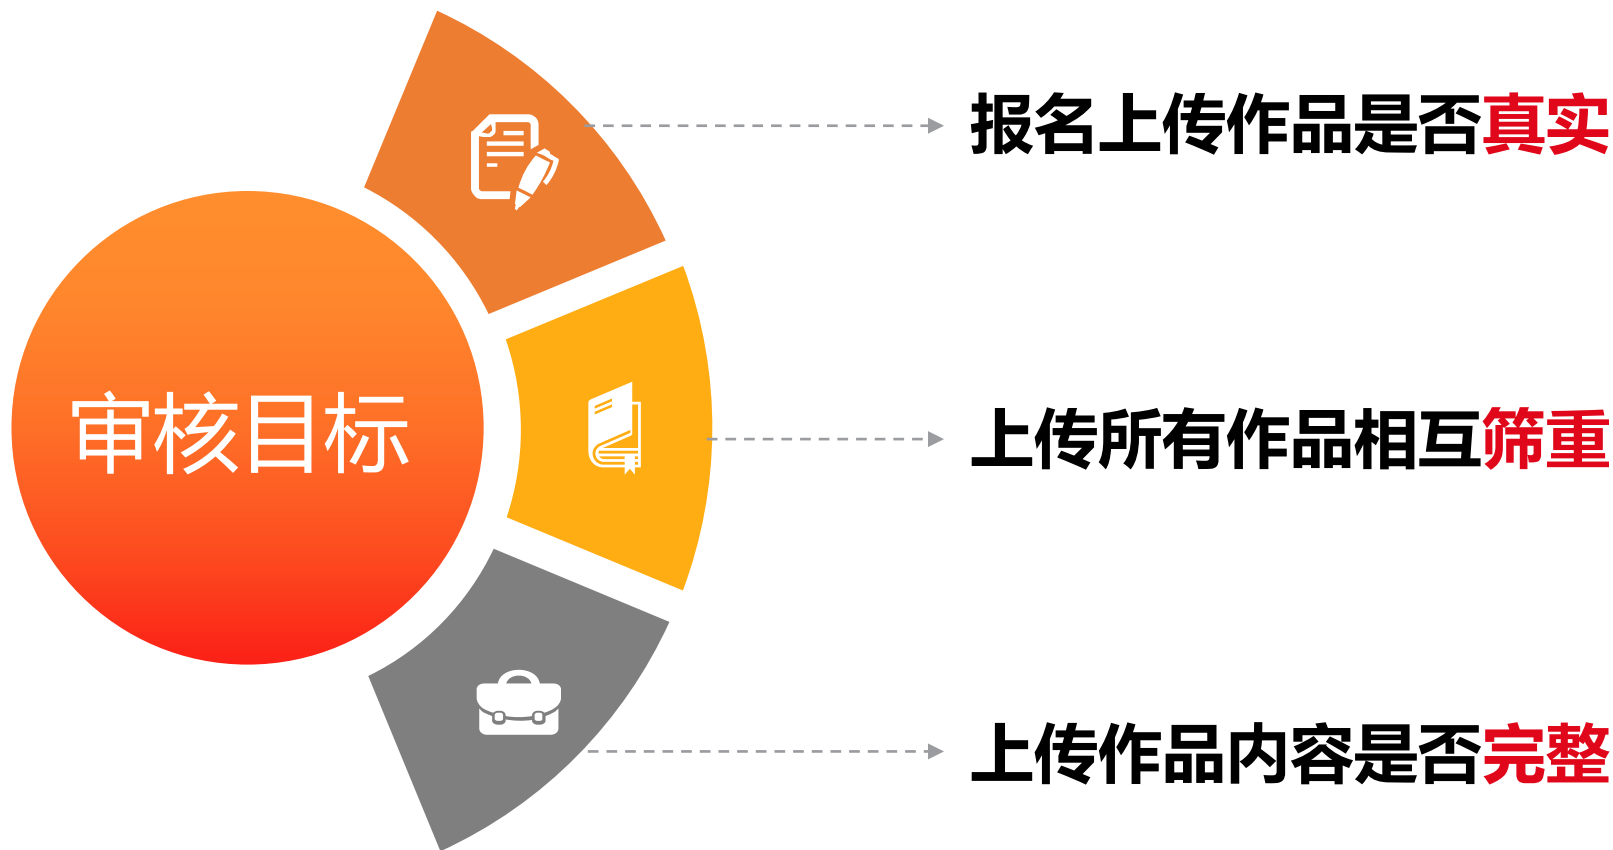 报名上传作品是否真实
审核目标
上传所有作品相互筛重
上传作品内容是否完整